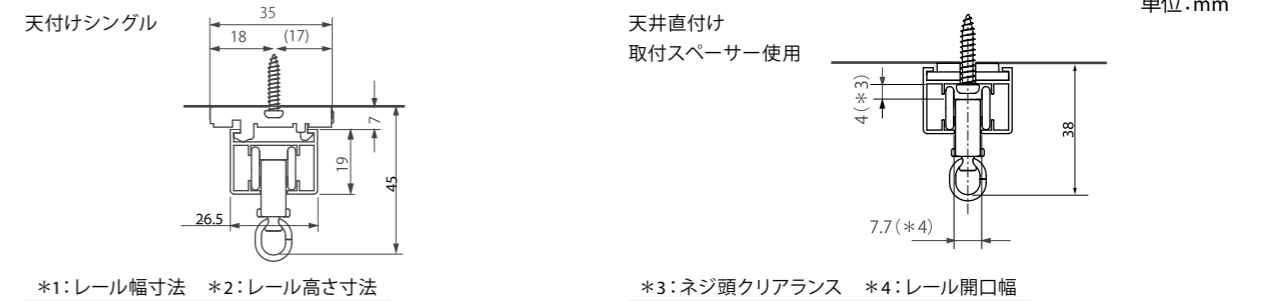 単位：mm
天付けシングル
35
18 (17)
7
19
45
26.5
＊1：レール幅寸法 ＊2：レール高さ寸法
天井直付け
取付スペーサー使用
4(＊3)
38
7.7(＊4)
＊3：ネジ頭クリアランス ＊4：レール開口幅